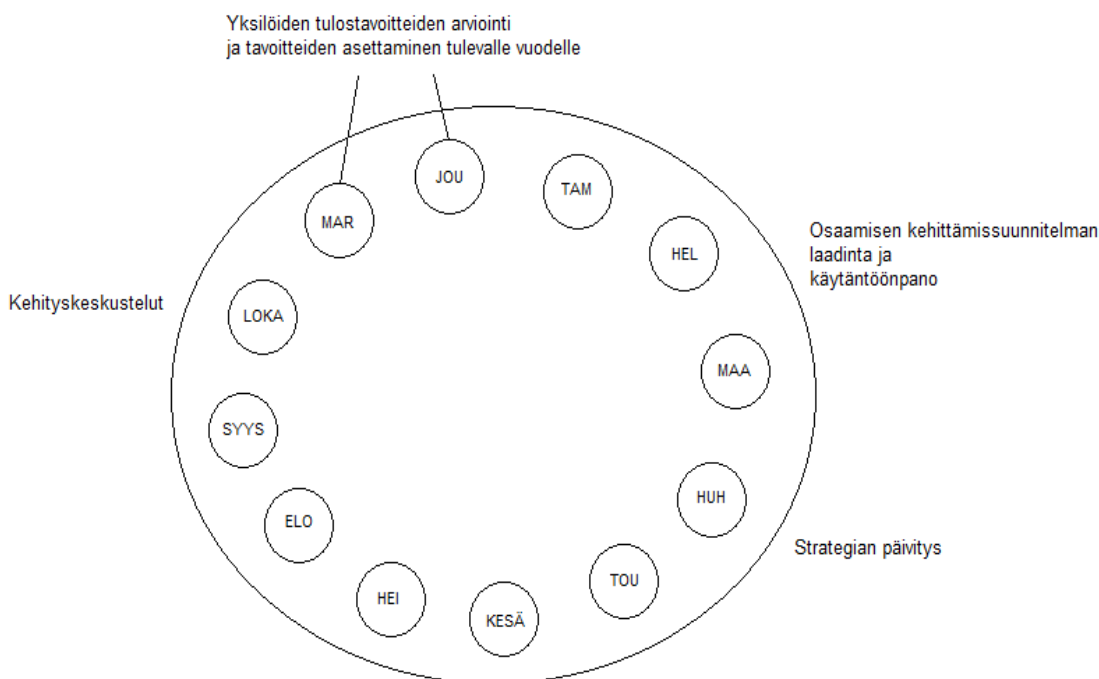 Yksilöiden tulostavoitteiden arviointi
ja tavoitteiden asettaminen tulevalle vuodelle
JOU
TAM
MAR
HEL
Osaamisen kehittämissuunnitelman
laadinta ja
käytäntöönpano
Kehityskeskustelut
LOKA
MAA
SYYS
HUH
ELO
Strategian päivitys
TOU
HEI
KESÄ